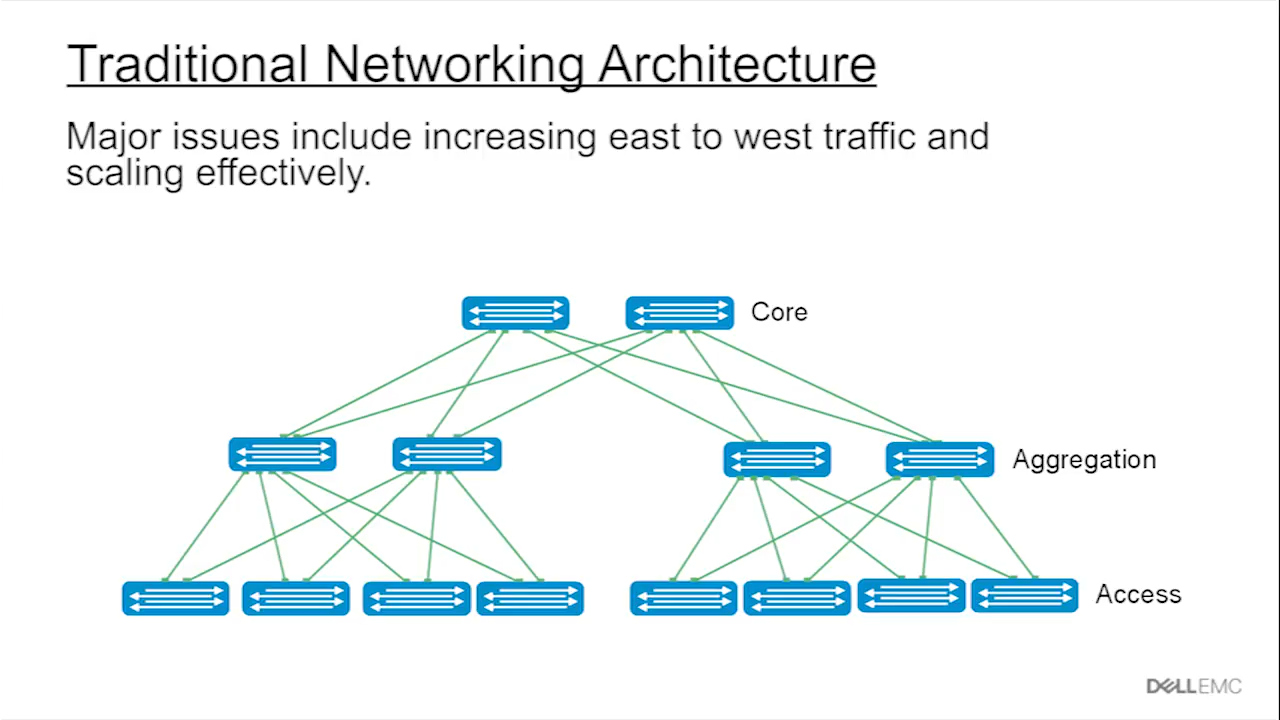 Traditional Networking Architecture
Major issues include increasing east to west traffic and
scaling effectively.
Core
Aggregation
Access
DELLEMC